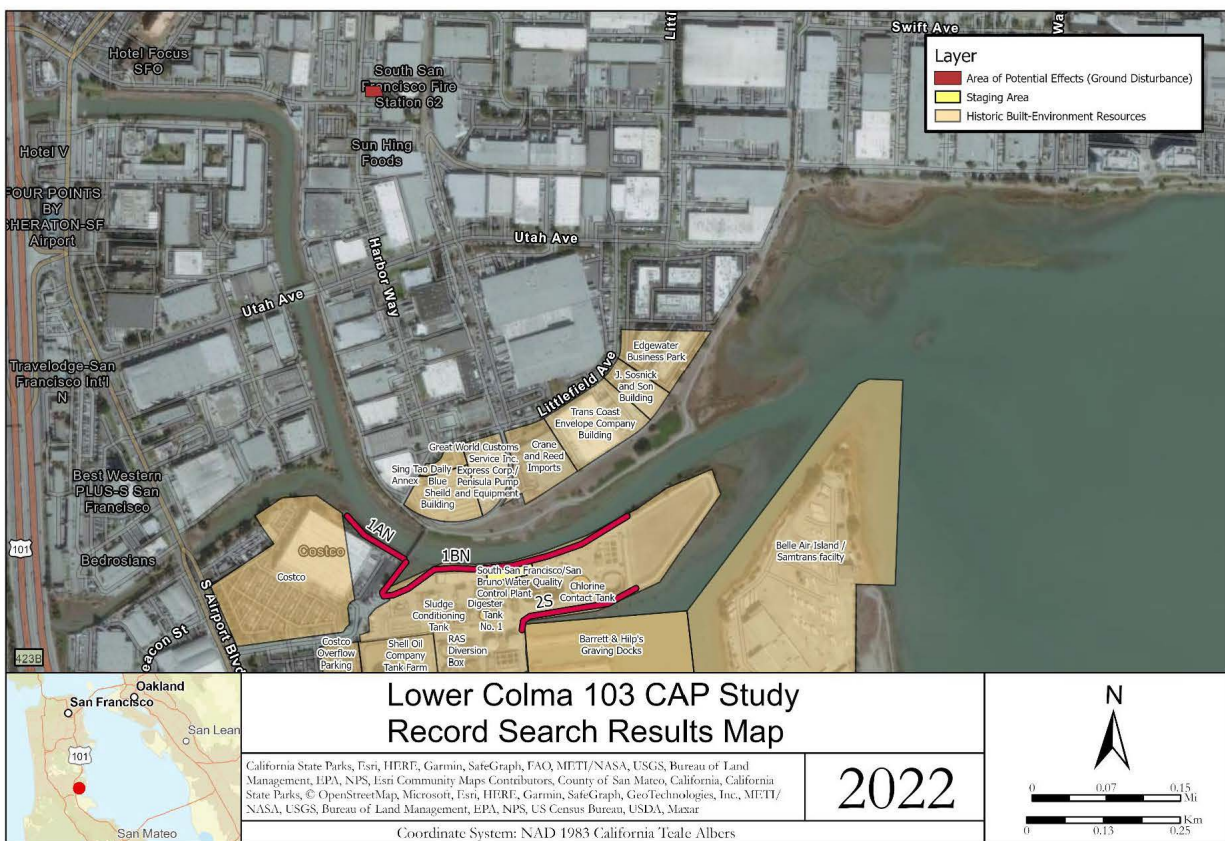 Swift Ave
Littl
Wa
Hotel Focus
SFO
South San
Francisco Fire
Station 62
Layer
Area of Potential Effects (Ground Disturbance)
Staging Area
Historic Built-Environment Resources
Hotel V
Sun Hing
Foods
FOUR POINTS
BY
SHERATON-SF
Airport
Harbor Way
Utah Ave
Utah Ave
Travelodge-San
Francisco Int'l
N
Littlefield Ave
Edgewater
Business Park
J. Sosnick
and Son
Building
Trans Coast
Envelope Company
Building
Great World Customs
Service Inc.
Express Corp./
Penisula Pump
and Equipment
Crane
and Reed
Imports
Sing Tao Daily
Annex
Blue
Sheild
Building
Best Western
PLUS-S San
Francisco
101
Bedrosians
Costco
Costco
1AN
1BN
2S
South San Francisco/San
Bruno Water Quality
Control Plant
Chlorine
Contact Tank
Digester
Tank
No. 1
Sludge
Conditioning
Tank
RAS
Diversion
Box
Belle Air Island /
Samtrans facilty
S Airport Blvd
eacon St
423B
Costco
Overflow
Parking
Shell Oil
Company
Tank Farm
Barrett & Hilp's
Graving Docks
Oakland
San Francisco
San Lean
101
San Mateo
Lower Colma 103 CAP Study
Record Search Results Map
California State Parks, Esri, HERE, Garmin, SafeGraph, FAO, METI/NASA, USGS, Bureau of Land
Management, EPA, NPS, Esri Community Maps Contributors, County of San Mateo, California, California
State Parks, © OpenStreetMap, Microsoft, Esri, HERE, Garmin, SafeGraph, GeoTechnologies, Inc., METI/
NASA, USGS, Bureau of Land Management, EPA, NPS, US Census Bureau, USDA, Maxar
Coordinate System: NAD 1983 California Teale Albers
2022
N
0 0.07 0.15
Mi
Km
0 0.13 0.25